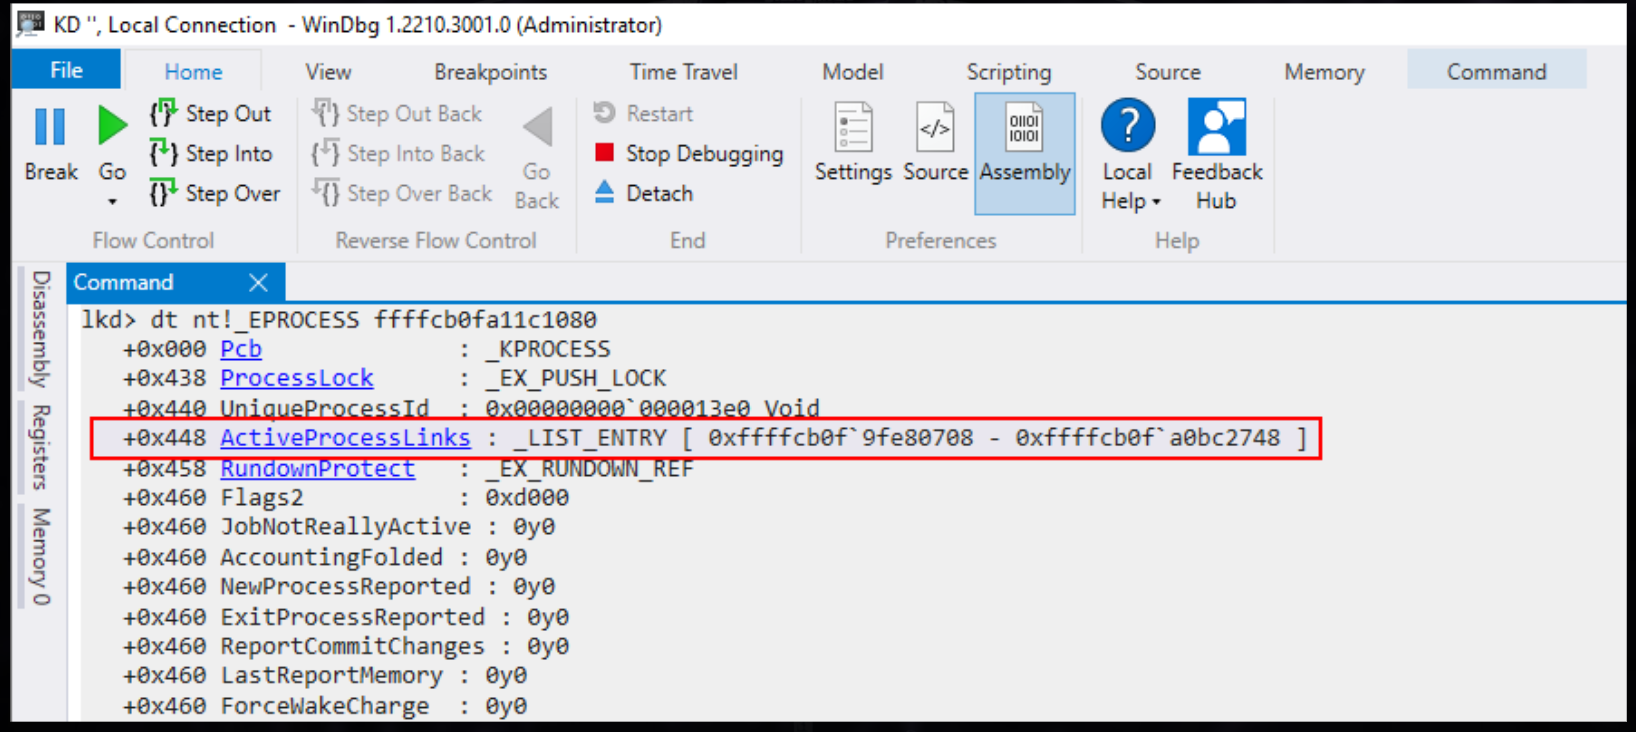 KD '', Local Connection - WinDbg 1.2210.3001.0 (Administrator)
File Home View Breakpoints Time Travel Model Scripting Source Memory Command
Break
Go
Step Out
Step Into
Step Over
Flow Control
Step Out Back
Step Into Back
Step Over Back
Go
Back
Reverse Flow Control
Restart
Stop Debugging
Detach
End
Settings Source Assembly
Preferences
Local
Help
Feedback
Hub
Help
Disassembly
Registers
Memory 0
Command
lkd> dt nt!_EPROCESS ffffcb0fa11c1080
+0x000 Pcb : _KPROCESS
+0x438 ProcessLock : _EX_PUSH_LOCK
+0x440 UniqueProcessId : 0x00000000`000013e0 Void
+0x448 ActiveProcessLinks : _LIST_ENTRY [ 0xffffcb0f`9fe80708 - 0xffffcb0f`a0bc2748 ]
+0x458 RundownProtect : _EX_RUNDOWN_REF
+0x460 Flags2 : 0xd000
+0x460 JobNotReallyActive : 0y0
+0x460 AccountingFolded : 0y0
+0x460 NewProcessReported : 0y0
+0x460 ExitProcessReported : 0y0
+0x460 ReportCommitChanges : 0y0
+0x460 LastReportMemory : 0y0
+0x460 ForceWakeCharge : 0y0